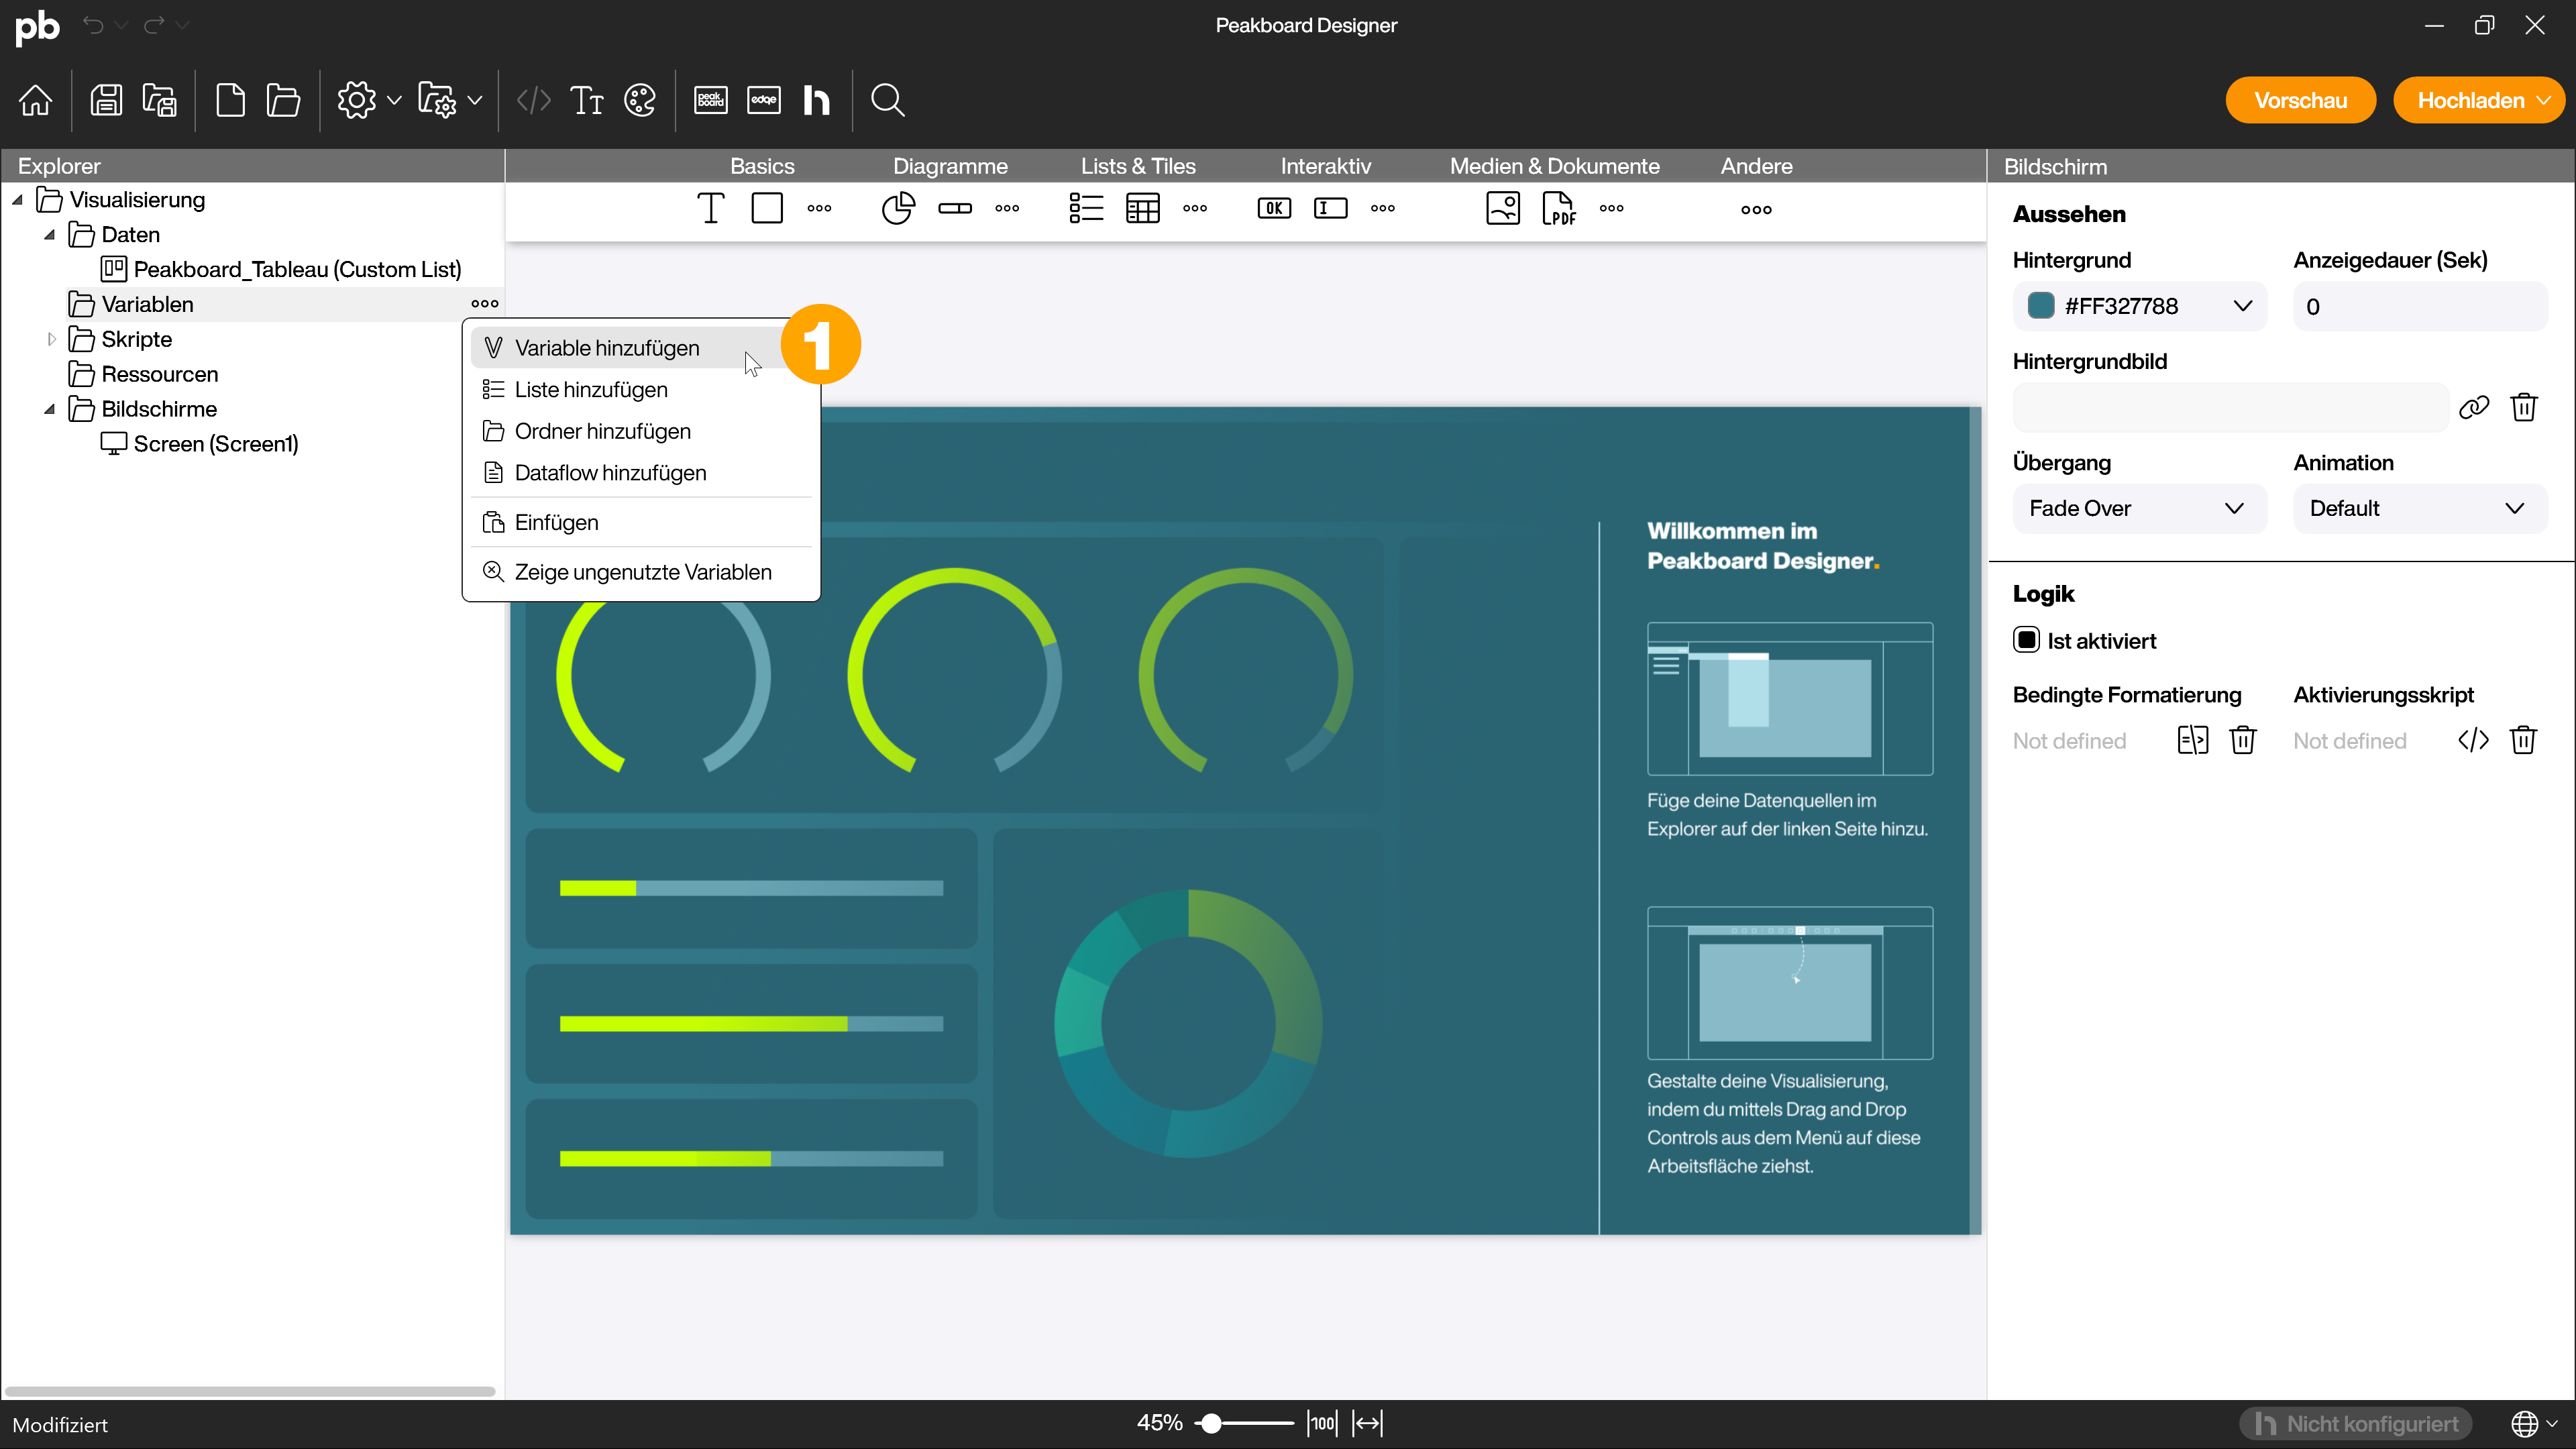 pb
Peakboard Designer
peak
board
edge
h
Vorschau
Hochladen
Explorer
Basics
Diagramme
Lists & Tiles
Interaktiv
Medien & Dokumente
Andere
Bildschirm
T
OK
I
PDF
Visualisierung
Daten
Peakboard_Tableau (Custom List)
Variablen
Skripte
Ressourcen
Bildschirme
Screen (Screen1)
Variable hinzufügen
1
Liste hinzufügen
Ordner hinzufügen
Dataflow hinzufügen
Einfügen
Zeige ungenutzte Variablen
Willkommen im
Peakboard Designer.
Füge deine Datenquellen im
Explorer auf der linken Seite hinzu.
Gestalte deine Visualisierung,
indem du mittels Drag and Drop
Controls aus dem Menü auf diese
Arbeitsfläche ziehst.
Aussehen
Hintergrund
Anzeigedauer (Sek)
#FF327788
0
Hintergrundbild
Übergang
Animation
Fade Over
Default
Logik
Ist aktiviert
Bedingte Formatierung
Aktivierungsskript
Not defined
Not defined
Modifiziert
45%
100
h Nicht konfiguriert